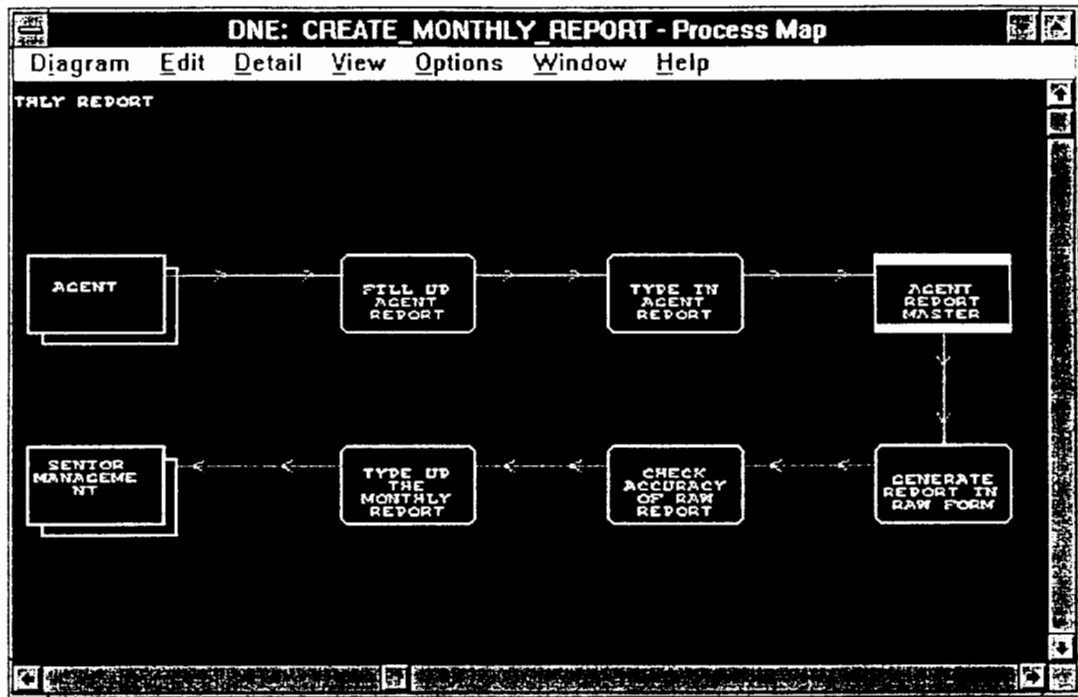 DNE: CREATE_MONTHLY_REPORT - Process Map
Diagram Edit Detail View Options Window Help
THLY REPORT
AGENT
FILL UP
AGENT
REPORT
TYPE IN
AGENT
REPORT
AGENT
REPORT
MASTER
SENIOR
MANAGEME
NT
TYPE UP
THE
MONTHLY
REPORT
CHECK
ACCURACY
OF RAW
REPORT
GENERATE
REPORT IN
RAW FORM